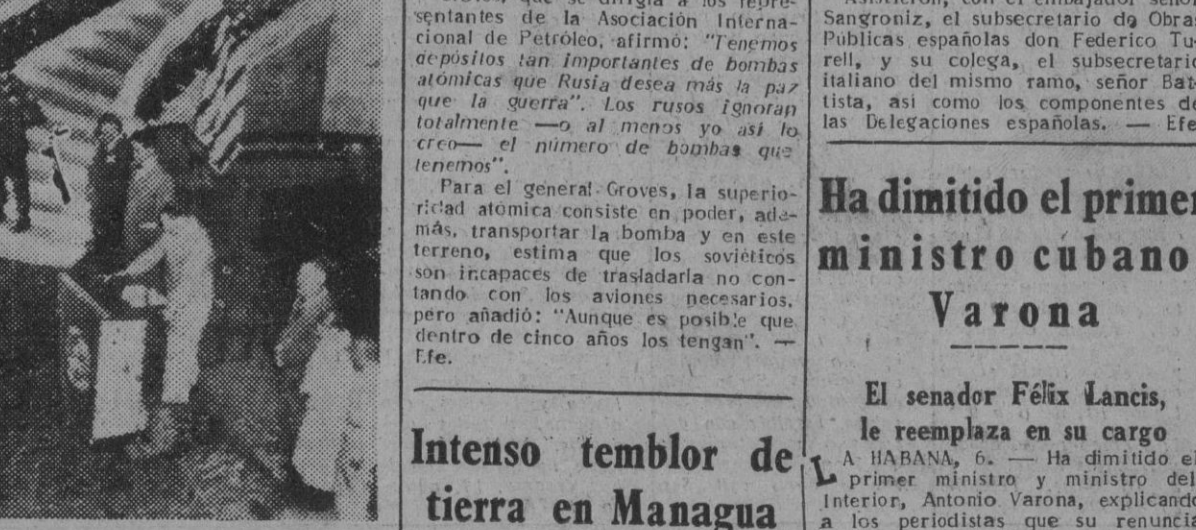 sentantes de la Asociación Interna-
cional de Petróleo, afirmó: "Tenemos
depósitos tan importantes de bombas
atómicas que Rusia desea más la paz
que la guerra". Los rusos ignoran
totalmente —o al menos yo así lo
creo— el número de bombas que
tenemos".
Para el general Groves, la superio-
ridad atómica consiste en poder, ade-
más, transportar la bomba y en este
terreno, estima que los soviéticos
son incapaces de trasladarla no con-
tando con los aviones necesarios,
pero añadió: "Aunque es posible que
dentro de cinco años los tengan". —
Efe.
Intenso temblor de
tierra en Managua
Sangroniz, el subsecretario de Obras
Públicas españolas don Federico Tu-
rell, y su colega, el subsecretario
italiano del mismo ramo, señor Bat-
tista, así como los componentes de
las Delegaciones españolas. — Efe.
Ha dimitido el primer
ministro cubano
Varona
El senador Félix Lancis,
le reemplaza en su cargo
LA HABANA, 6. — Ha dimitido el
primer ministro y ministro del
Interior, Antonio Varona, explicando
a los periodistas que su renuncia